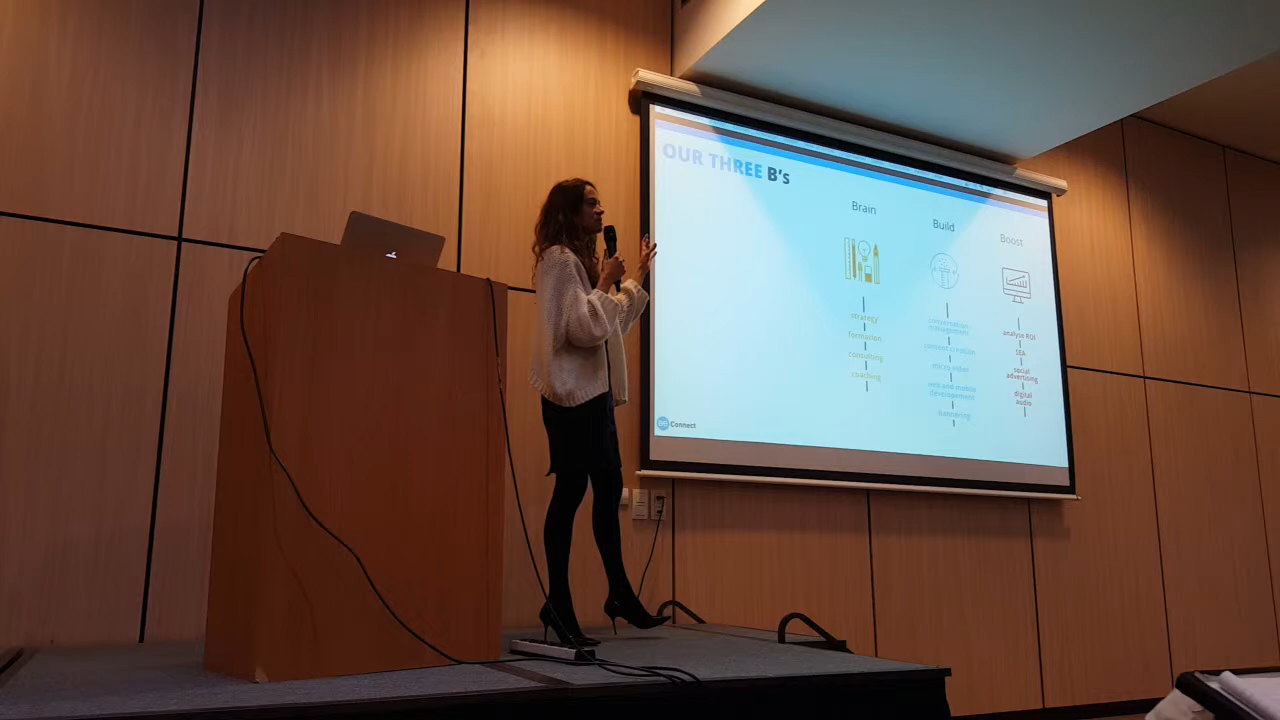 OUR THREE B's
Brain
Build
Boost
strategy
formation
consulting
coaching
conversation
management
content creation
micro sites
web and mobile
development
bannering
analyse ROI
SEA
social
advertising
digital
audio
Connect